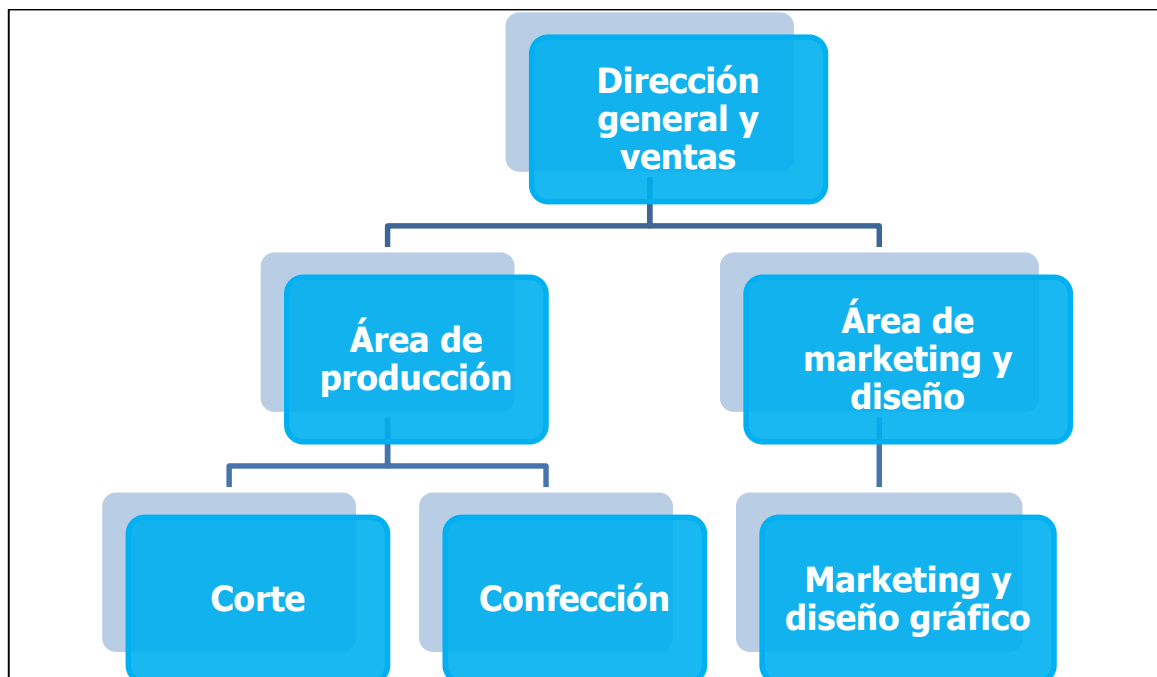 Dirección
general y
ventas
Área de
producción
Área de
marketing y
diseño
Corte
Confección
Marketing y
diseño gráfico